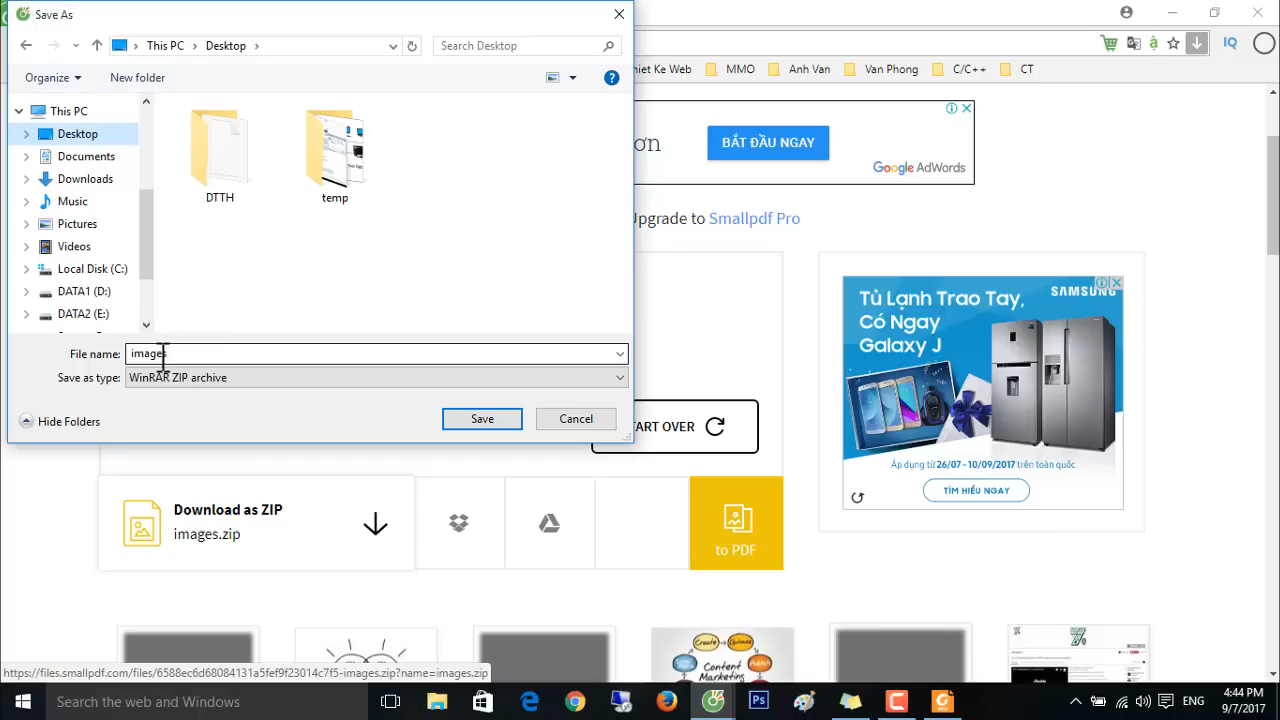 Save As
This PC
Desktop
Search Desktop
Organize
New folder
This PC
Desktop
Documents
Downloads
Music
Pictures
Videos
Local Disk (C:)
DATA1 (D:)
DATA2 (E:)
DTTH
temp
File name:
images
Save as type:
WinRAR ZIP archive
Hide Folders
Save
Cancel
IQ
hiet Ke Web
MMO
Anh Van
Van Phong
C/C++
CT
ơn
BẮT ĐẦU NGAY
Google AdWords
Upgrade to Smallpdf Pro
SAMSUNG
Tủ Lạnh Trao Tay,
Có Ngay
Galaxy J
Áp dụng từ 26/07 - 10/09/2017 trên toàn quốc
TÌM HIỂU NGAY
TART OVER
Download as ZIP
images.zip
to PDF
Create
Optimize
Content
Marketing
Publish
https://files.smallpdf.com/files/6588ec6d68084131a5fef9f23014c7f5-images.zip?name=images.zip
Search the web and Windows
Ps
ENG
4:44 PM
9/7/2017